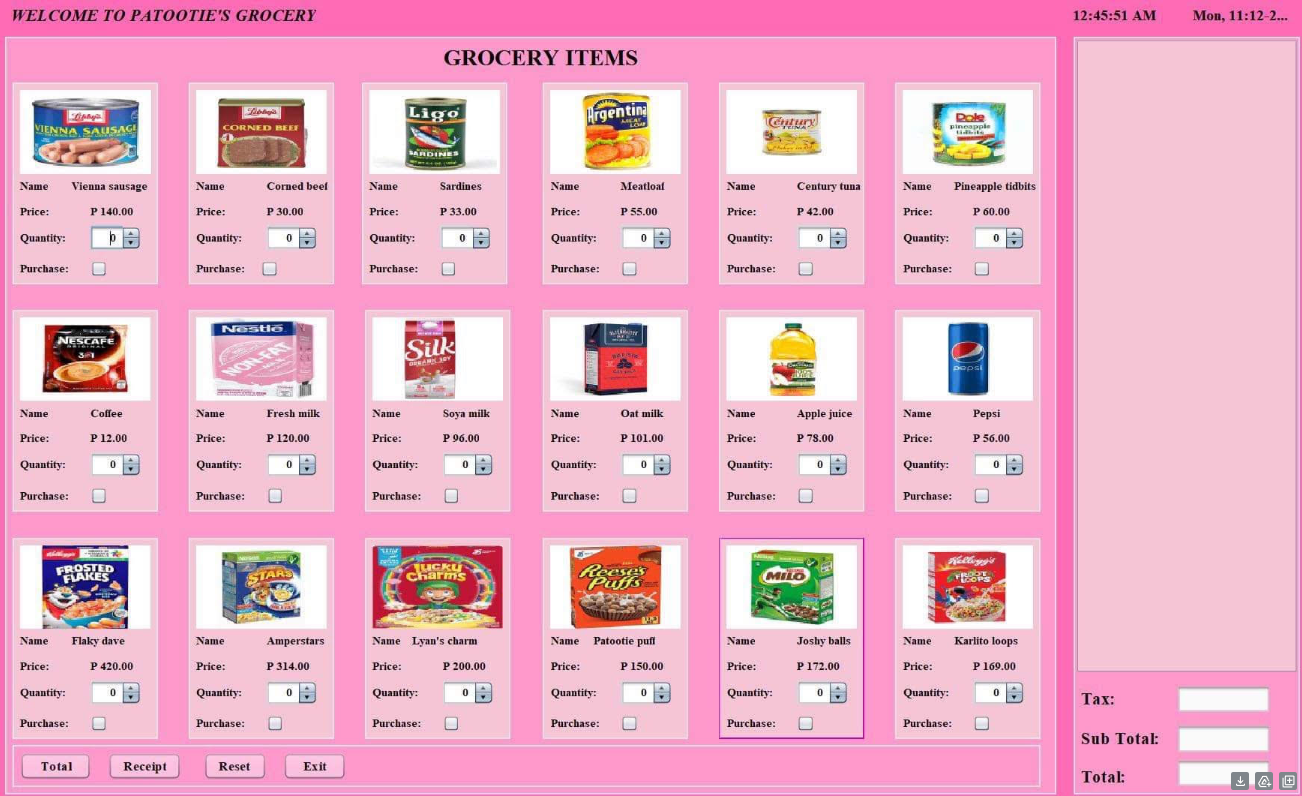 WELCOME TO PATOOTIE'S GROCERY 12:45:51 AM Mon, 11:12-2...
GROCERY ITEMS
Libby's VIENNA SAUSAGE
Libby's CORNED BEEF
Ligo SARDINES
Argentina MEAT LOAF
Century TUNA
Dole pineapple tidbits
Name Vienna sausage Name Corned beef Name Sardines Name Meatloaf Name Century tuna Name Pineapple tidbits
Price: P 140.00 Price: P 30.00 Price: P 33.00 Price: P 55.00 Price: P 42.00 Price: P 60.00
Quantity: 0 Quantity: 0 Quantity: 0 Quantity: 0 Quantity: 0 Quantity: 0
Purchase: Purchase: Purchase: Purchase: Purchase: Purchase:
NESCAFE ORIGINAL 3in1
Nestlé NON-FAT
Silk ORGANIC SOY
pepsi
Name Coffee Name Fresh milk Name Soya milk Name Oat milk Name Apple juice Name Pepsi
Price: P 12.00 Price: P 120.00 Price: P 96.00 Price: P 101.00 Price: P 78.00 Price: P 56.00
Quantity: 0 Quantity: 0 Quantity: 0 Quantity: 0 Quantity: 0 Quantity: 0
Purchase: Purchase: Purchase: Purchase: Purchase: Purchase:
Kellogg's FROSTED FLAKES
STARS
Lucky Charms
Reese's Puffs
MILO
Kellogg's FROOT LOOPS
Name Flaky dave Name Amperstars Name Lyan's charm Name Patootie puff Name Joshy balls Name Karlito loops
Price: P 420.00 Price: P 314.00 Price: P 200.00 Price: P 150.00 Price: P 172.00 Price: P 169.00
Quantity: 0 Quantity: 0 Quantity: 0 Quantity: 0 Quantity: 0 Quantity: 0
Purchase: Purchase: Purchase: Purchase: Purchase: Purchase:
Total Receipt Reset Exit
Tax:
Sub Total:
Total: